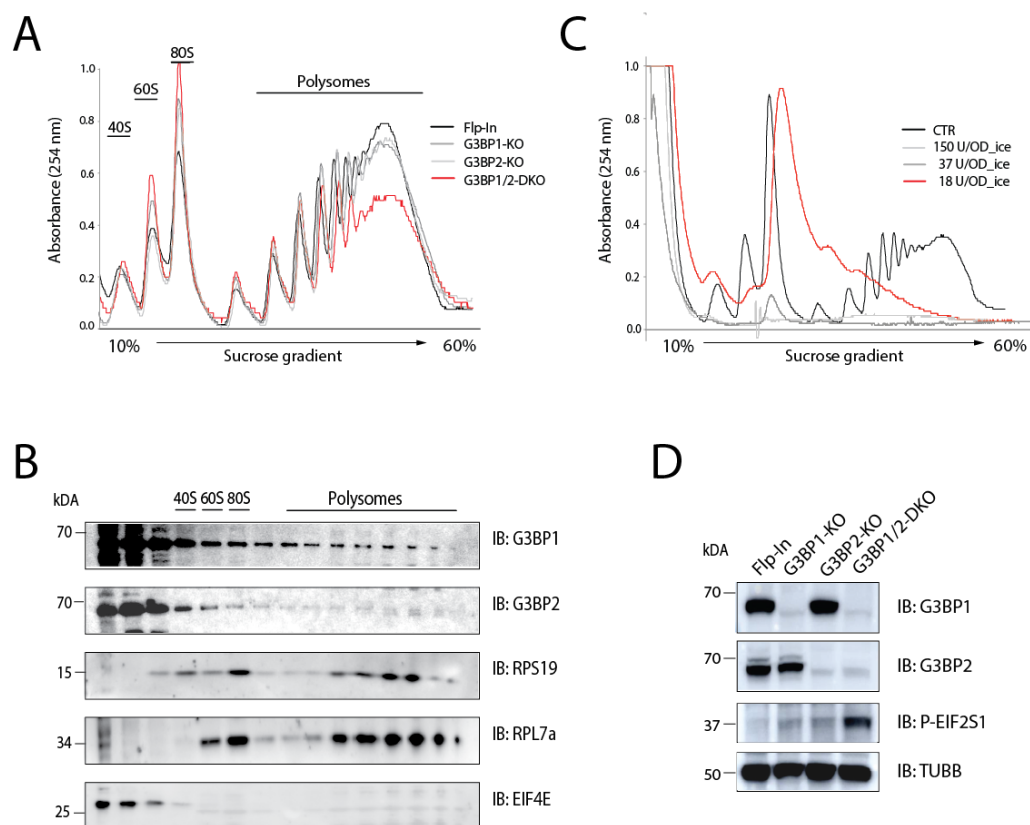 A
80S
60S
40S
Polysomes
1.0
0.8
0.6
0.4
0.2
0.0
Absorbance (254 nm)
Flp-In
G3BP1-KO
G3BP2-KO
G3BP1/2-DKO
10%
60%
Sucrose gradient
C
1.0
0.8
0.6
0.4
0.2
0.0
Absorbance (254 nm)
CTR
150 U/OD_ice
37 U/OD_ice
18 U/OD_ice
10%
60%
Sucrose gradient
B
kDA
40S 60S 80S
Polysomes
70
IB: G3BP1
70
IB: G3BP2
15
IB: RPS19
34
IB: RPL7a
25
IB: EIF4E
D
kDA
Flp-In
G3BP1-KO
G3BP2-KO
G3BP1/2-DKO
70
IB: G3BP1
70
IB: G3BP2
37
IB: P-EIF2S1
50
IB: TUBB